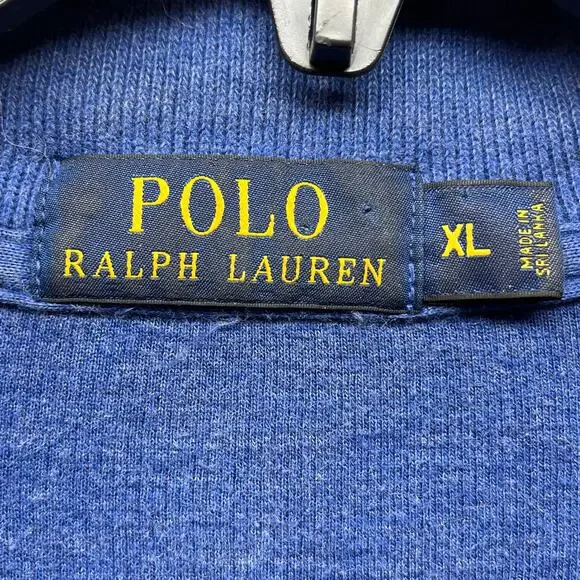 POLO
RALPH LAUREN
XL
MADE IN
SRI LANKA